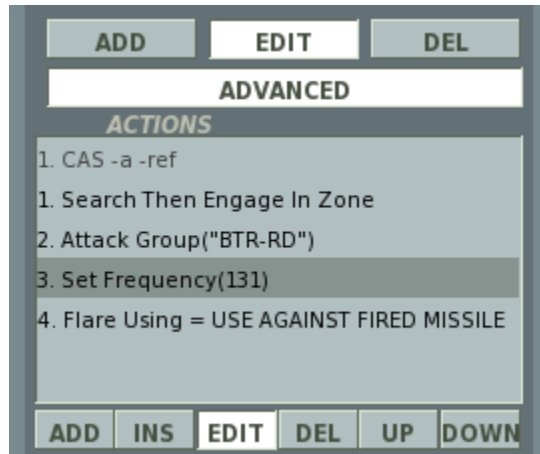 ADD EDIT DEL
ADVANCED
ACTIONS
1. CAS -a -ref
1. Search Then Engage In Zone
2. Attack Group("BTR-RD")
3. Set Frequency(131)
4. Flare Using = USE AGAINST FIRED MISSILE
ADD INS EDIT DEL UP DOWN